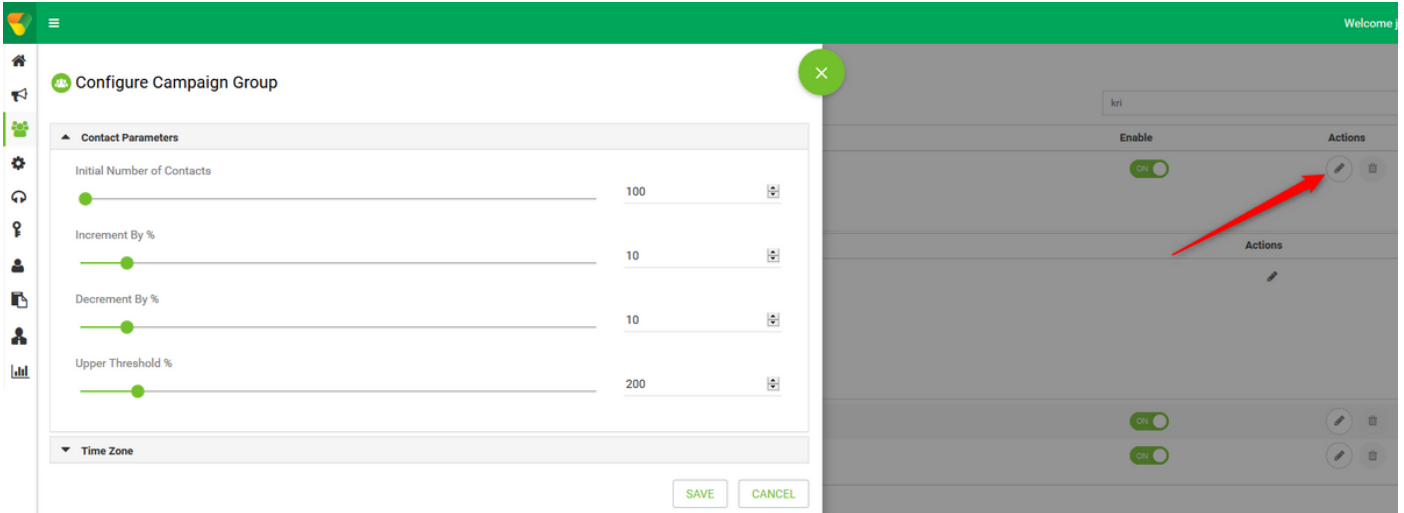 Welcome j
Configure Campaign Group
kri
Contact Parameters
Enable
Actions
Initial Number of Contacts
ON
100
Increment By %
10
Actions
Decrement By %
10
Upper Threshold %
200
ON
Time Zone
ON
SAVE
CANCEL